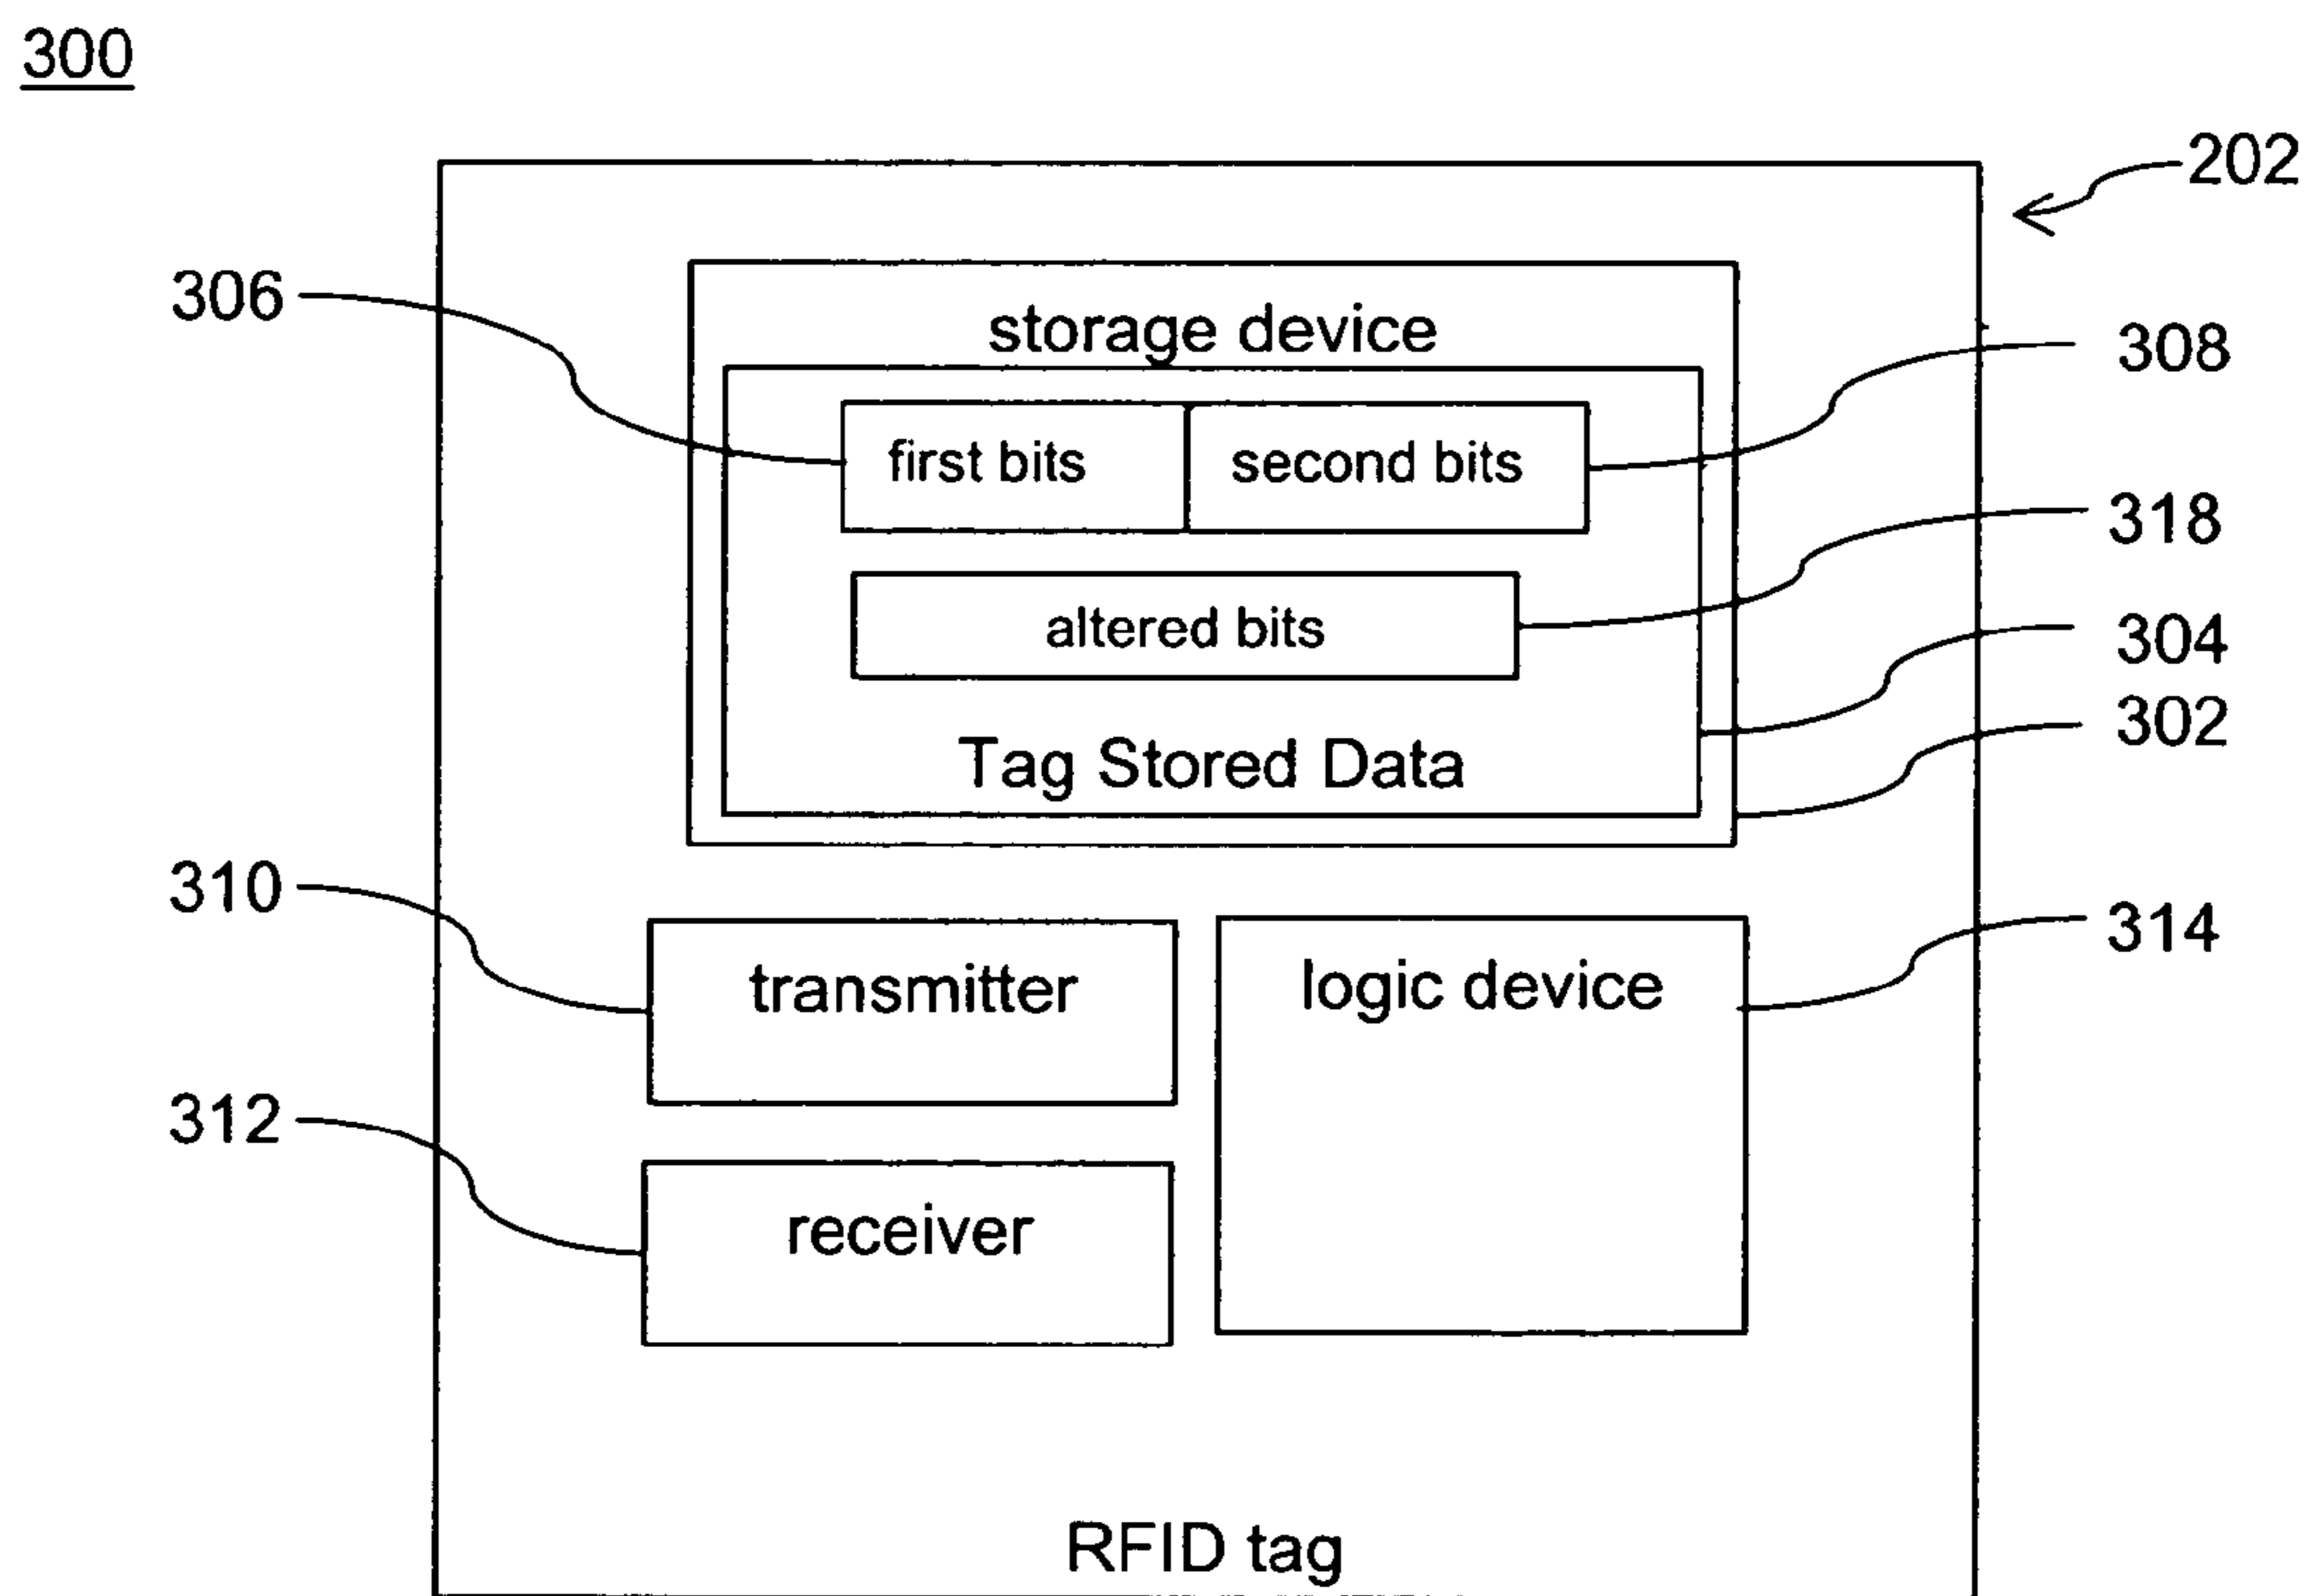 300
202
306
storage device
308
first bits
second bits
318
altered bits
304
302
Tag Stored Data
310
314
transmitter
logic device
312
receiver
RFID tag